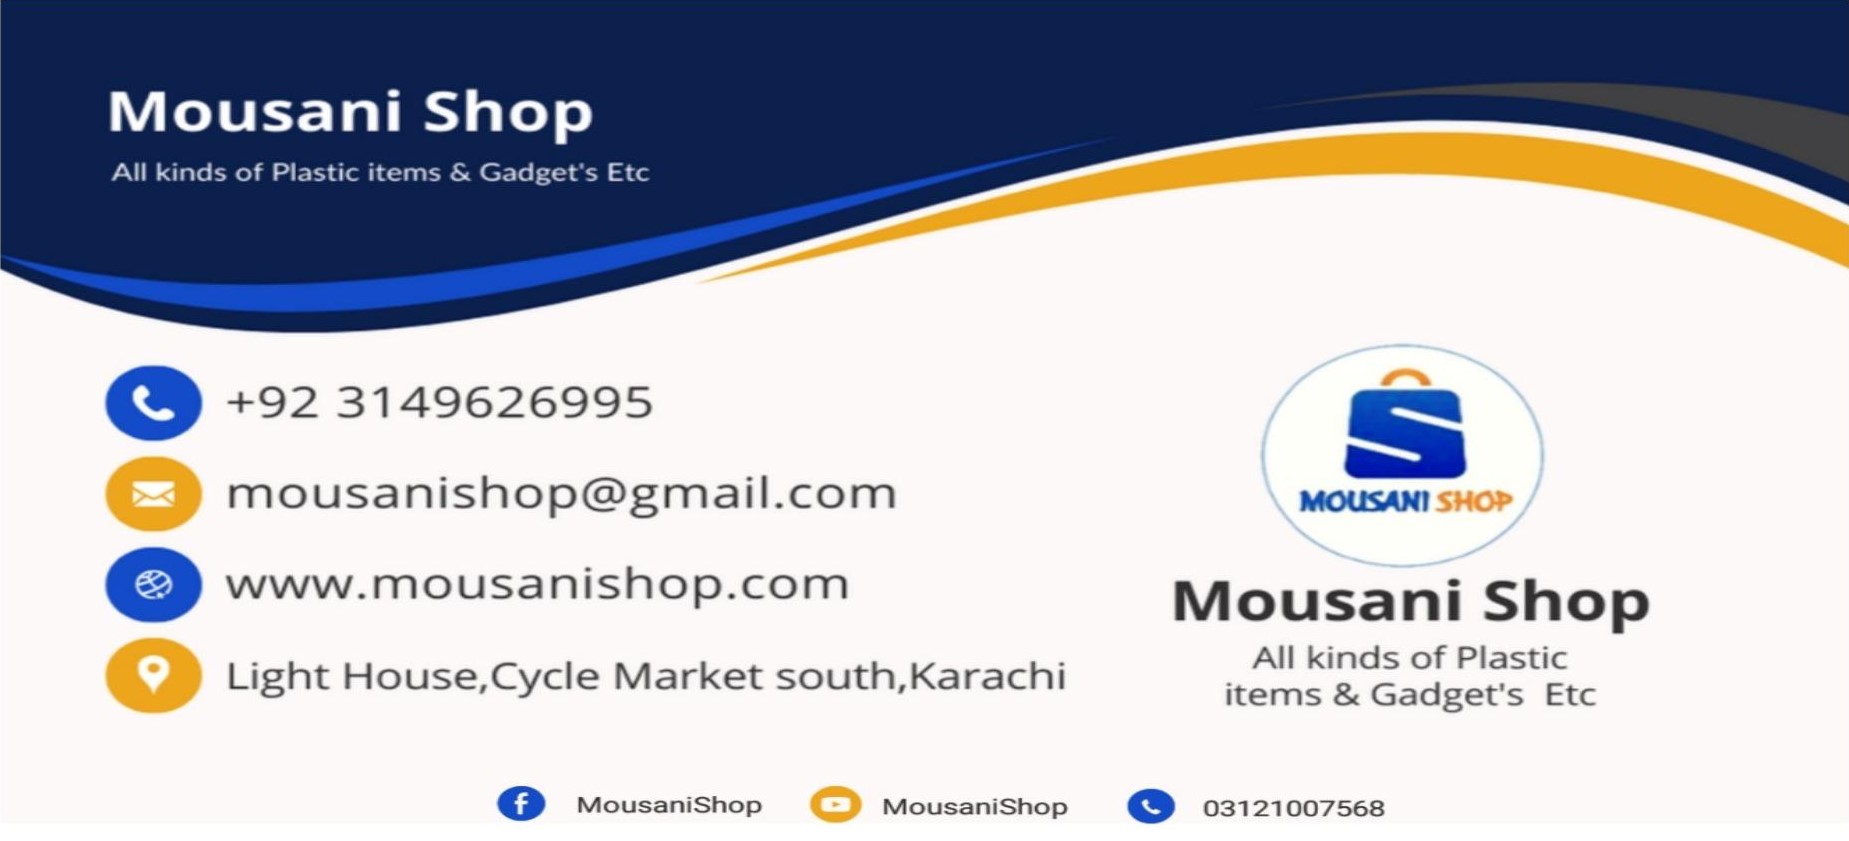 Mousani Shop
All kinds of Plastic items & Gadget's Etc
+92 3149626995
mousanishop@gmail.com
www.mousanishop.com
Light House,Cycle Market south,Karachi
MOUSANI SHOP
Mousani Shop
All kinds of Plastic
items & Gadget's Etc
MousaniShop
MousaniShop
03121007568